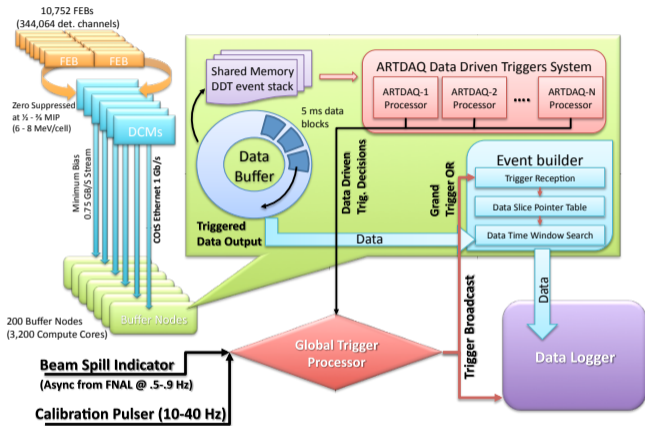 10,752 FEBs
(344,064 det. channels)
FEB
FEB
Zero Suppressed
at ½ - ⅔ MIP
(6 - 8 MeV/cell)
DCMs
Minimum Bias
0.75 GB/S Stream
COTS Ethernet 1 Gb/s
200 Buffer Nodes
(3,200 Compute Cores)
Buffer Nodes
Shared Memory
DDT event stack
5 ms data
blocks
Data
Buffer
Triggered
Data Output
ARTDAQ Data Driven Triggers System
ARTDAQ-1
Processor
ARTDAQ-2
Processor
....
ARTDAQ-N
Processor
Data Driven
Trig. Decisions
Grand
Trigger OR
Data
Event builder
Trigger Reception
Data Slice Pointer Table
Data Time Window Search
Data
Trigger Broadcast
Data Logger
Global Trigger
Processor
Beam Spill Indicator
(Async from FNAL @ .5-.9 Hz)
Calibration Pulser (10-40 Hz)